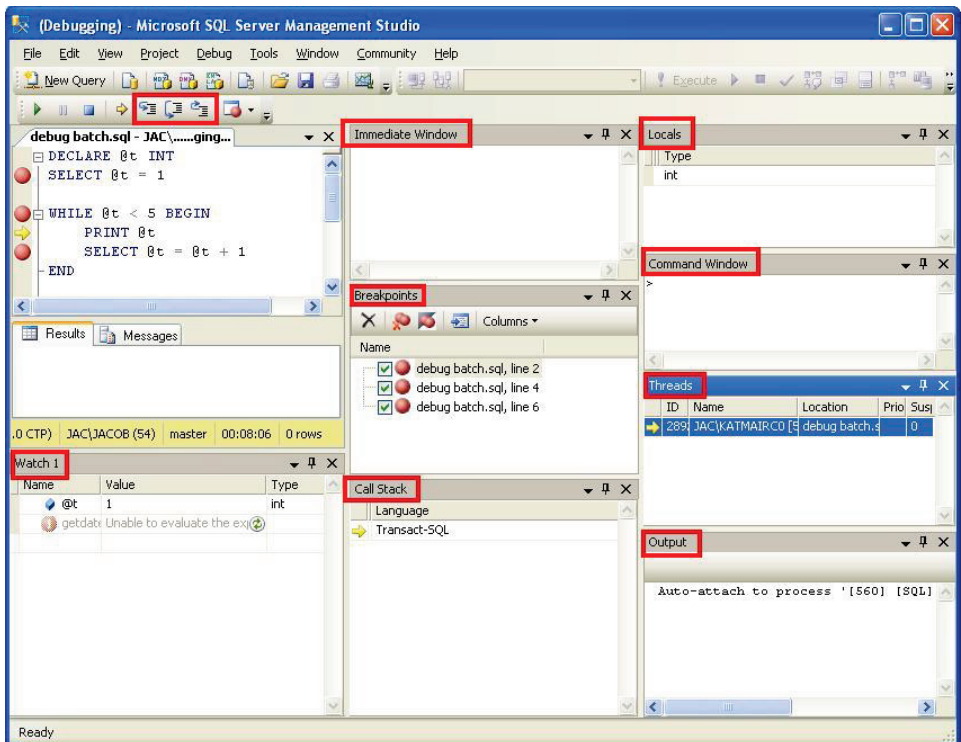 (Debugging) - Microsoft SQL Server Management Studio
File Edit View Project Debug Tools Window Community Help
New Query
Execute
debug batch.sql - JAC\......ging...
DECLARE @t INT
SELECT @t = 1
WHILE @t < 5 BEGIN
PRINT @t
SELECT @t = @t + 1
END
Results Messages
.0 CTP) JAC\JACOB (54) master 00:08:06 0 rows
Watch 1
Name Value Type
@t 1 int
getdate Unable to evaluate the exp
Immediate Window
Breakpoints
Columns
Name
debug batch.sql, line 2
debug batch.sql, line 4
debug batch.sql, line 6
Call Stack
Language
Transact-SQL
Locals
Type
int
Command Window
>
Threads
ID Name Location Prio Susp
289 JAC\KATMAIRC0 [5 debug batch.s 0
Output
Auto-attach to process '[560] [SQL]
Ready